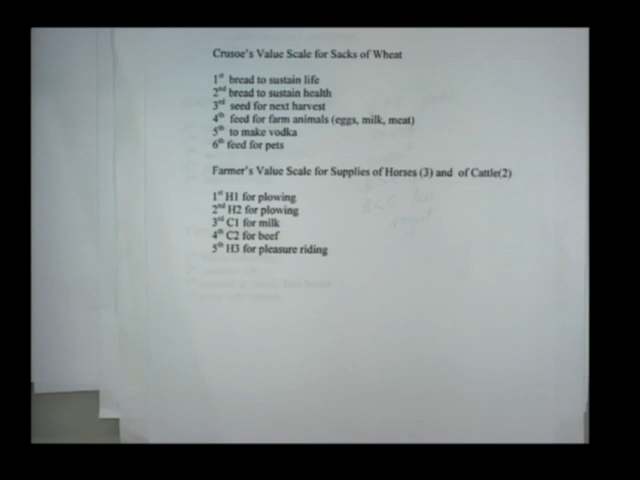 Crusoe's Value Scale for Sacks of Wheat
1st bread to sustain life
2nd bread to sustain health
3rd seed for next harvest
4th feed for farm animals (eggs, milk, meat)
5th to make vodka
6th feed for pets
Farmer's Value Scale for Supplies of Horses (3) and of Cattle(2)
1st H1 for plowing
2nd H2 for plowing
3rd C1 for milk
4th C2 for beef
5th H3 for pleasure riding